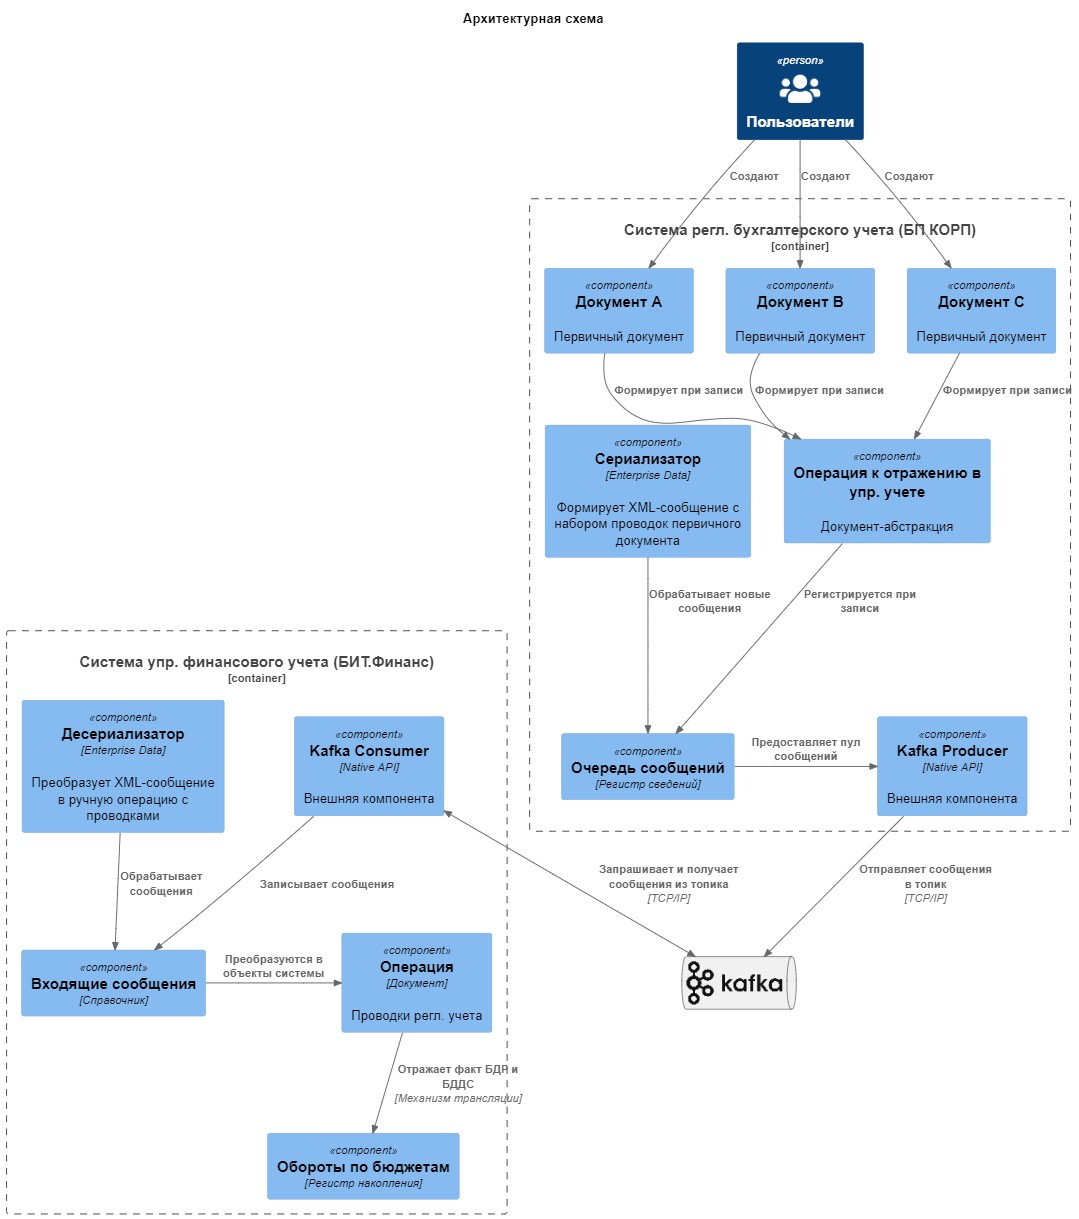 Архитектурная схема
«person»
Пользователи
Создают
Создают
Создают
Система регл. бухгалтерского учета (БП КОРП)
[container]
«component»
Документ A
Первичный документ
«component»
Документ B
Первичный документ
«component»
Документ C
Первичный документ
Формирует при записи
Формирует при записи
Формирует при записи
«component»
Сериализатор
[Enterprise Data]
Формирует XML-сообщение с
набором проводок первичного
документа
«component»
Операция к отражению в
упр. учете
Документ-абстракция
Обрабатывает новые
сообщения
Регистрируется при
записи
«component»
Очередь сообщений
[Регистр сведений]
Предоставляет пул
сообщений
«component»
Kafka Producer
[Native API]
Внешняя компонента
Система упр. финансового учета (БИТ.Финанс)
[container]
«component»
Десериализатор
[Enterprise Data]
Преобразует XML-сообщение
в ручную операцию с
проводками
«component»
Kafka Consumer
[Native API]
Внешняя компонента
Обрабатывает
сообщения
Записывает сообщения
Запрашивает и получает
сообщения из топика
[TCP/IP]
Отправляет сообщения
в топик
[TCP/IP]
kafka
«component»
Входящие сообщения
[Справочник]
Преобразуются в
объекты системы
«component»
Операция
[Документ]
Проводки регл. учета
Отражает факт БДР и
БДДС
[Механизм трансляции]
«component»
Обороты по бюджетам
[Регистр накопления]